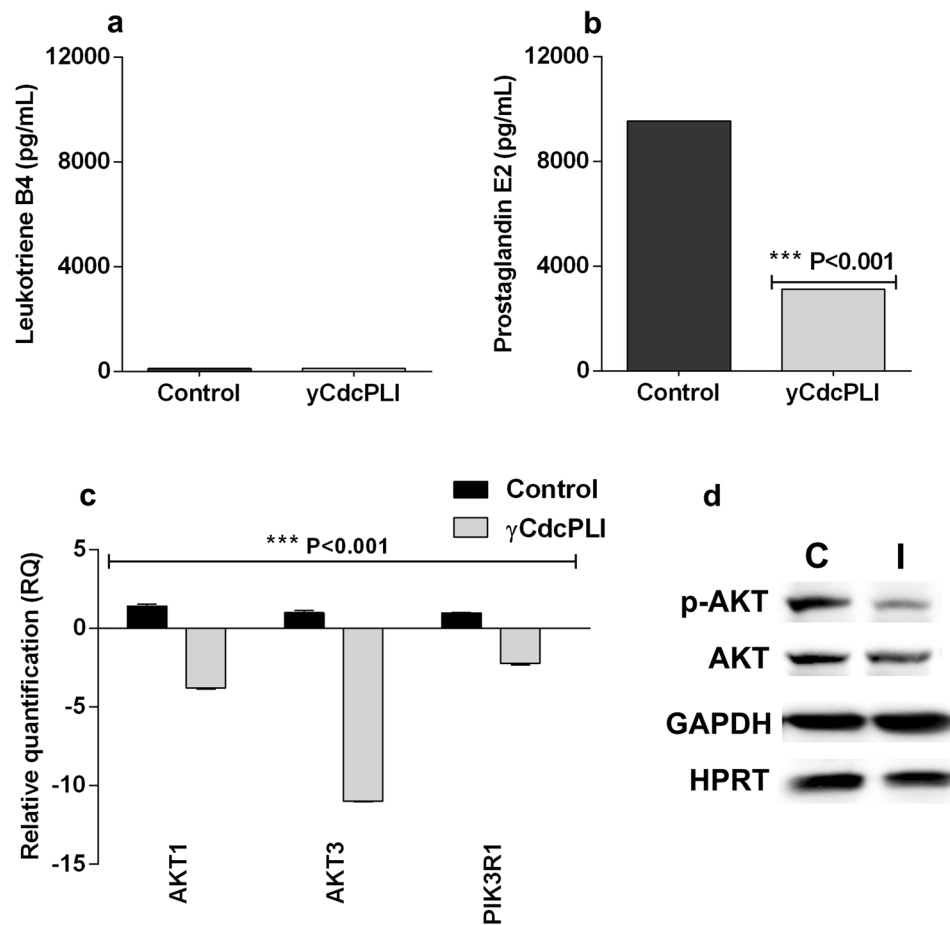 a
Leukotriene B4 (pg/mL)
12000
8000
4000
0
Control
yCdcPLI
b
Prostaglandin E2 (pg/mL)
12000
8000
4000
0
*** P<0.001
Control
yCdcPLI
c
Control
γCdcPLI
*** P<0.001
Relative quantification (RQ)
5
0
-5
-10
-15
AKT1
AKT3
PIK3R1
d
C I
p-AKT
AKT
GAPDH
HPRT